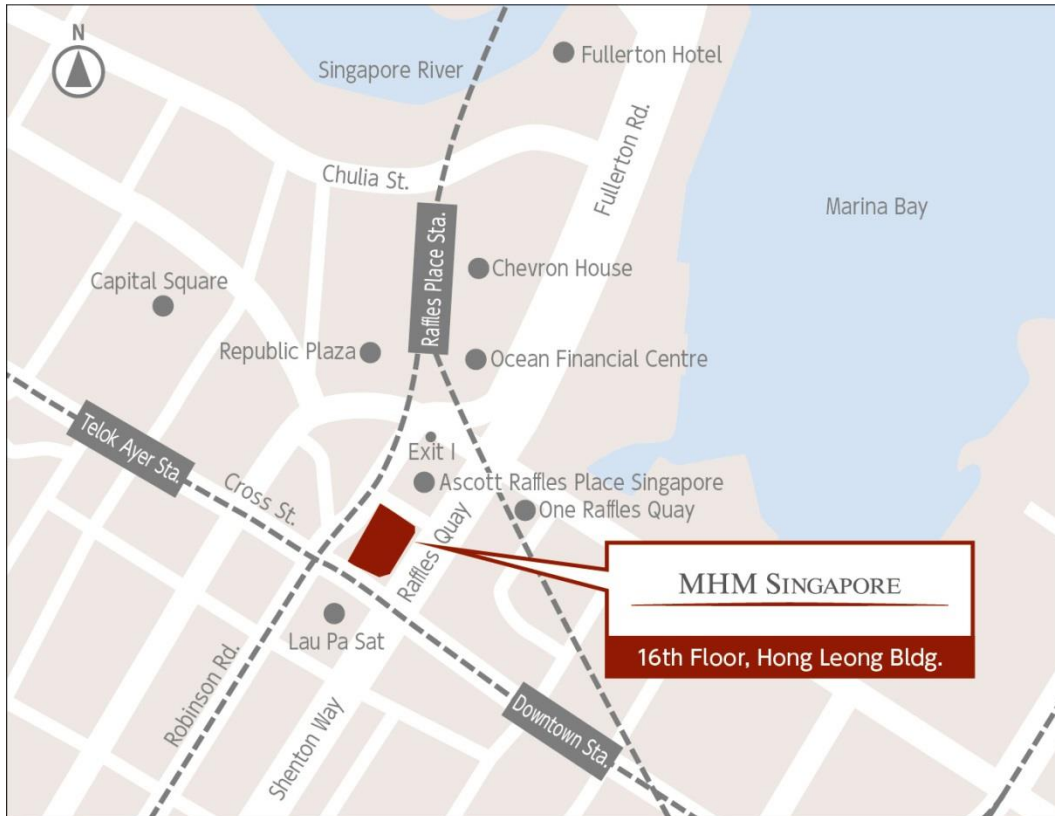 N
Singapore River
Fullerton Hotel
Fullerton Rd.
Chulia St.
Marina Bay
Raffles Place Sta.
Chevron House
Capital Square
Republic Plaza
Ocean Financial Centre
Telok Ayer Sta.
Exit I
Cross St.
Ascott Raffles Place Singapore
One Raffles Quay
Raffles Quay
MHM SINGAPORE
16th Floor, Hong Leong Bldg.
Lau Pa Sat
Robinson Rd.
Shenton Way
Downtown Sta.